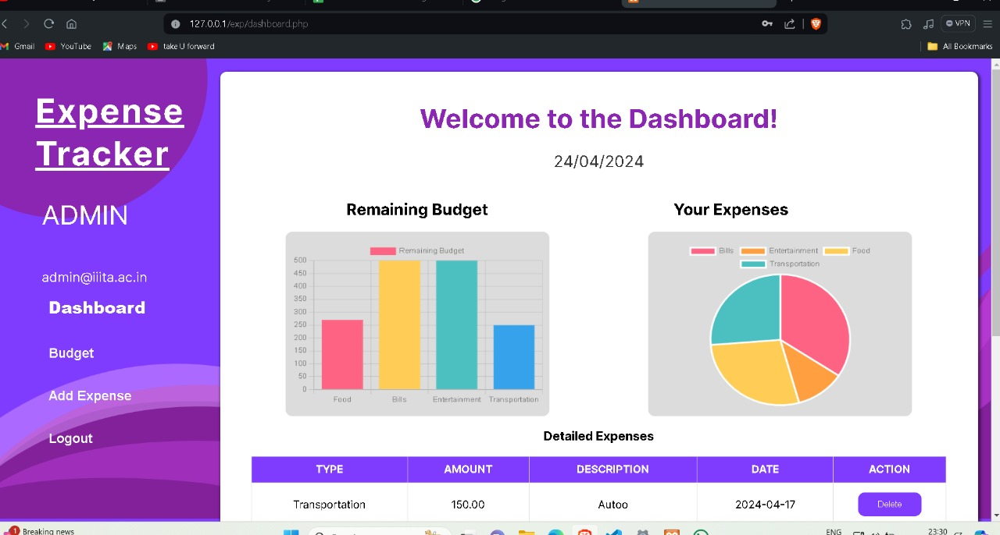 127.0.0.1/exp/dashboard.php
VPN
Gmail YouTube Maps take U forward All Bookmarks
Expense
Tracker
ADMIN
admin@iiita.ac.in
Dashboard
Budget
Add Expense
Logout
Welcome to the Dashboard!
24/04/2024
Remaining Budget
Remaining Budget
500
450
400
350
300
250
200
150
100
50
0
Food Bills Entertainment Transportation
Your Expenses
Bills Entertainment Food
Transportation
Detailed Expenses
TYPE AMOUNT DESCRIPTION DATE ACTION
Transportation 150.00 Autoo 2024-04-17 Delete
1 Breaking news
ENG 23:30